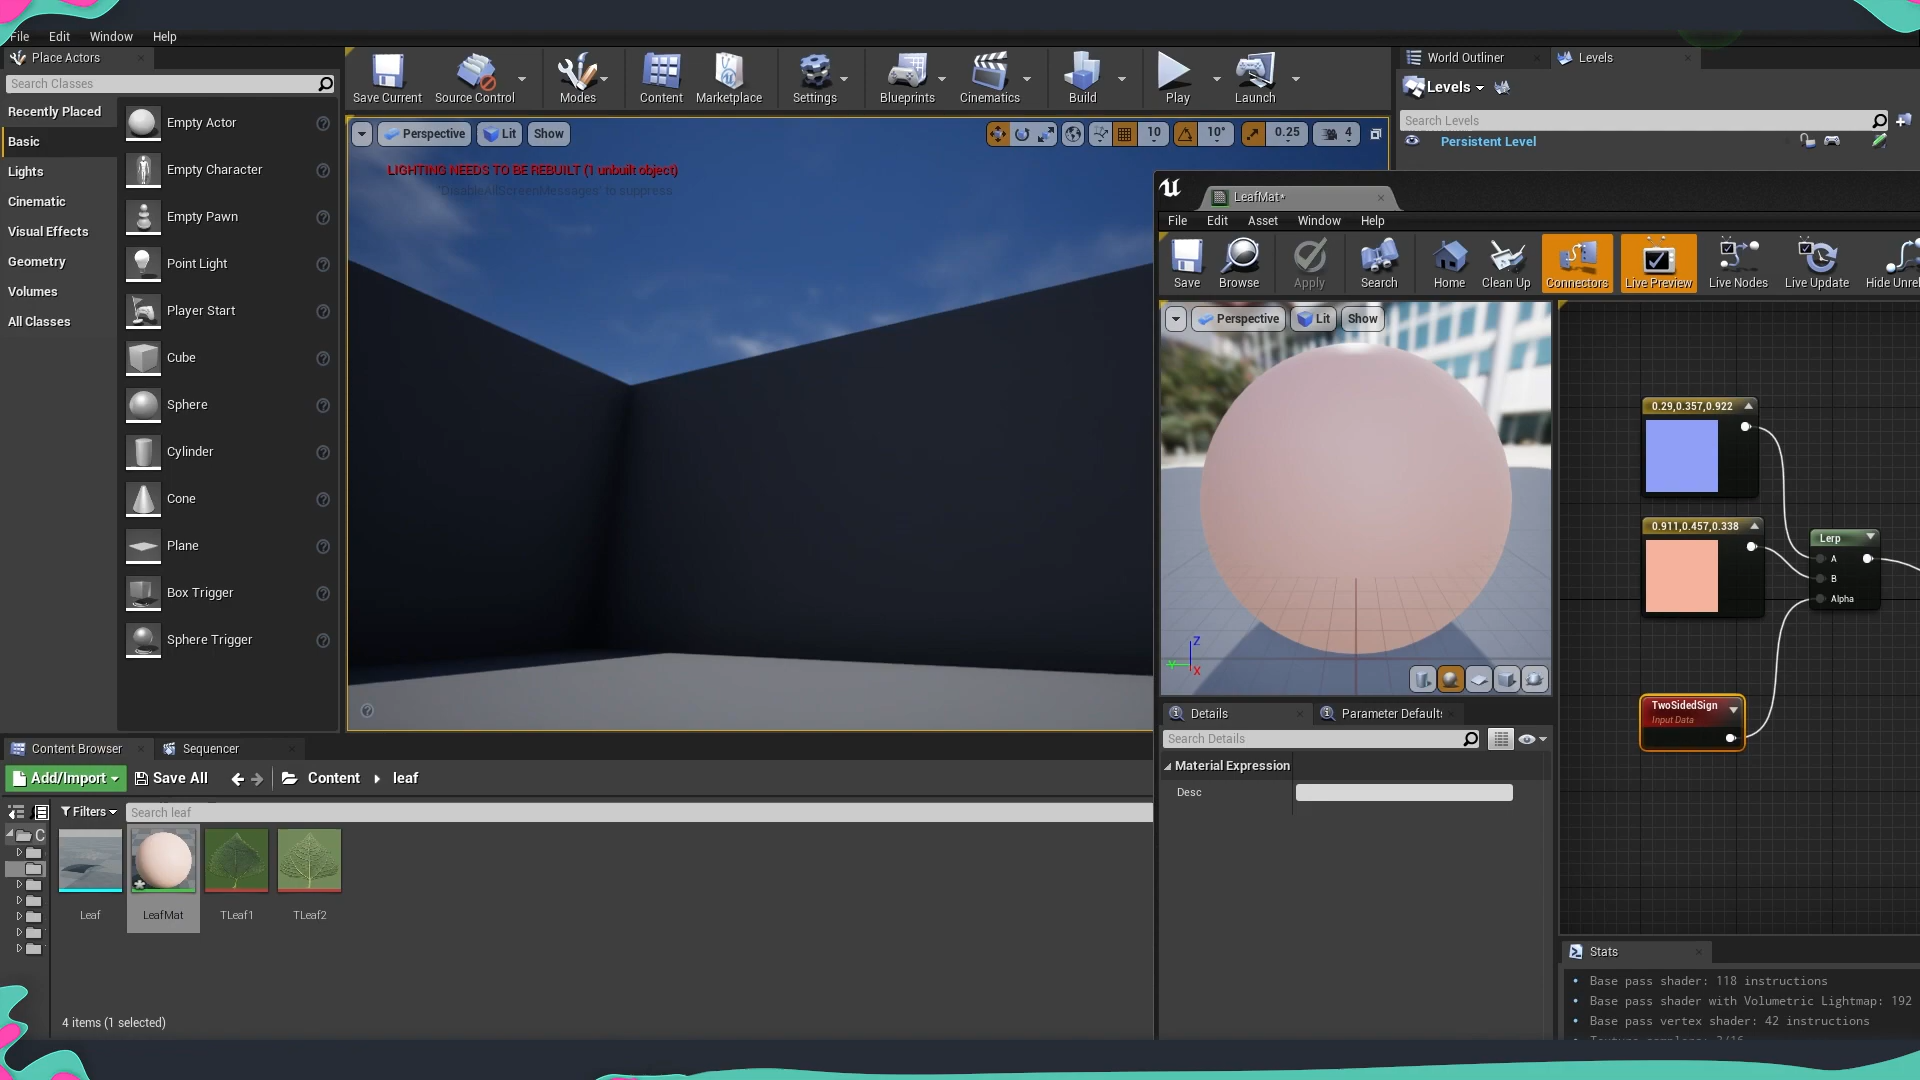 File Edit Window Help
Place Actors
Search Classes
Recently Placed
Basic
Lights
Cinematic
Visual Effects
Geometry
Volumes
All Classes
Empty Actor
Empty Character
Empty Pawn
Point Light
Player Start
Cube
Sphere
Cylinder
Cone
Plane
Box Trigger
Sphere Trigger
Save Current Source Control Modes Content Marketplace Settings Blueprints Cinematics Build Play Launch
Perspective Lit Show
10 10° 0.25 4
LIGHTING NEEDS TO BE REBUILT (1 unbuilt object)
'DisableAllScreenMessages' to suppress
World Outliner Levels
Levels
Search Levels
Persistent Level
LeafMat*
File Edit Asset Window Help
Save Browse Apply Search Home Clean Up Connectors Live Preview Live Nodes Live Update Hide Unrel
Perspective Lit Show
Z
Y
X
0.29,0.357,0.922
0.911,0.457,0.338
Lerp
A
B
Alpha
TwoSidedSign
Input Data
Details Parameter Defaults
Search Details
Material Expression
Desc
Stats
Base pass shader: 118 instructions
Base pass shader with Volumetric Lightmap: 192
Base pass vertex shader: 42 instructions
Content Browser Sequencer
Add/Import Save All Content leaf
Filters Search leaf
C
Leaf LeafMat TLeaf1 TLeaf2
4 items (1 selected)